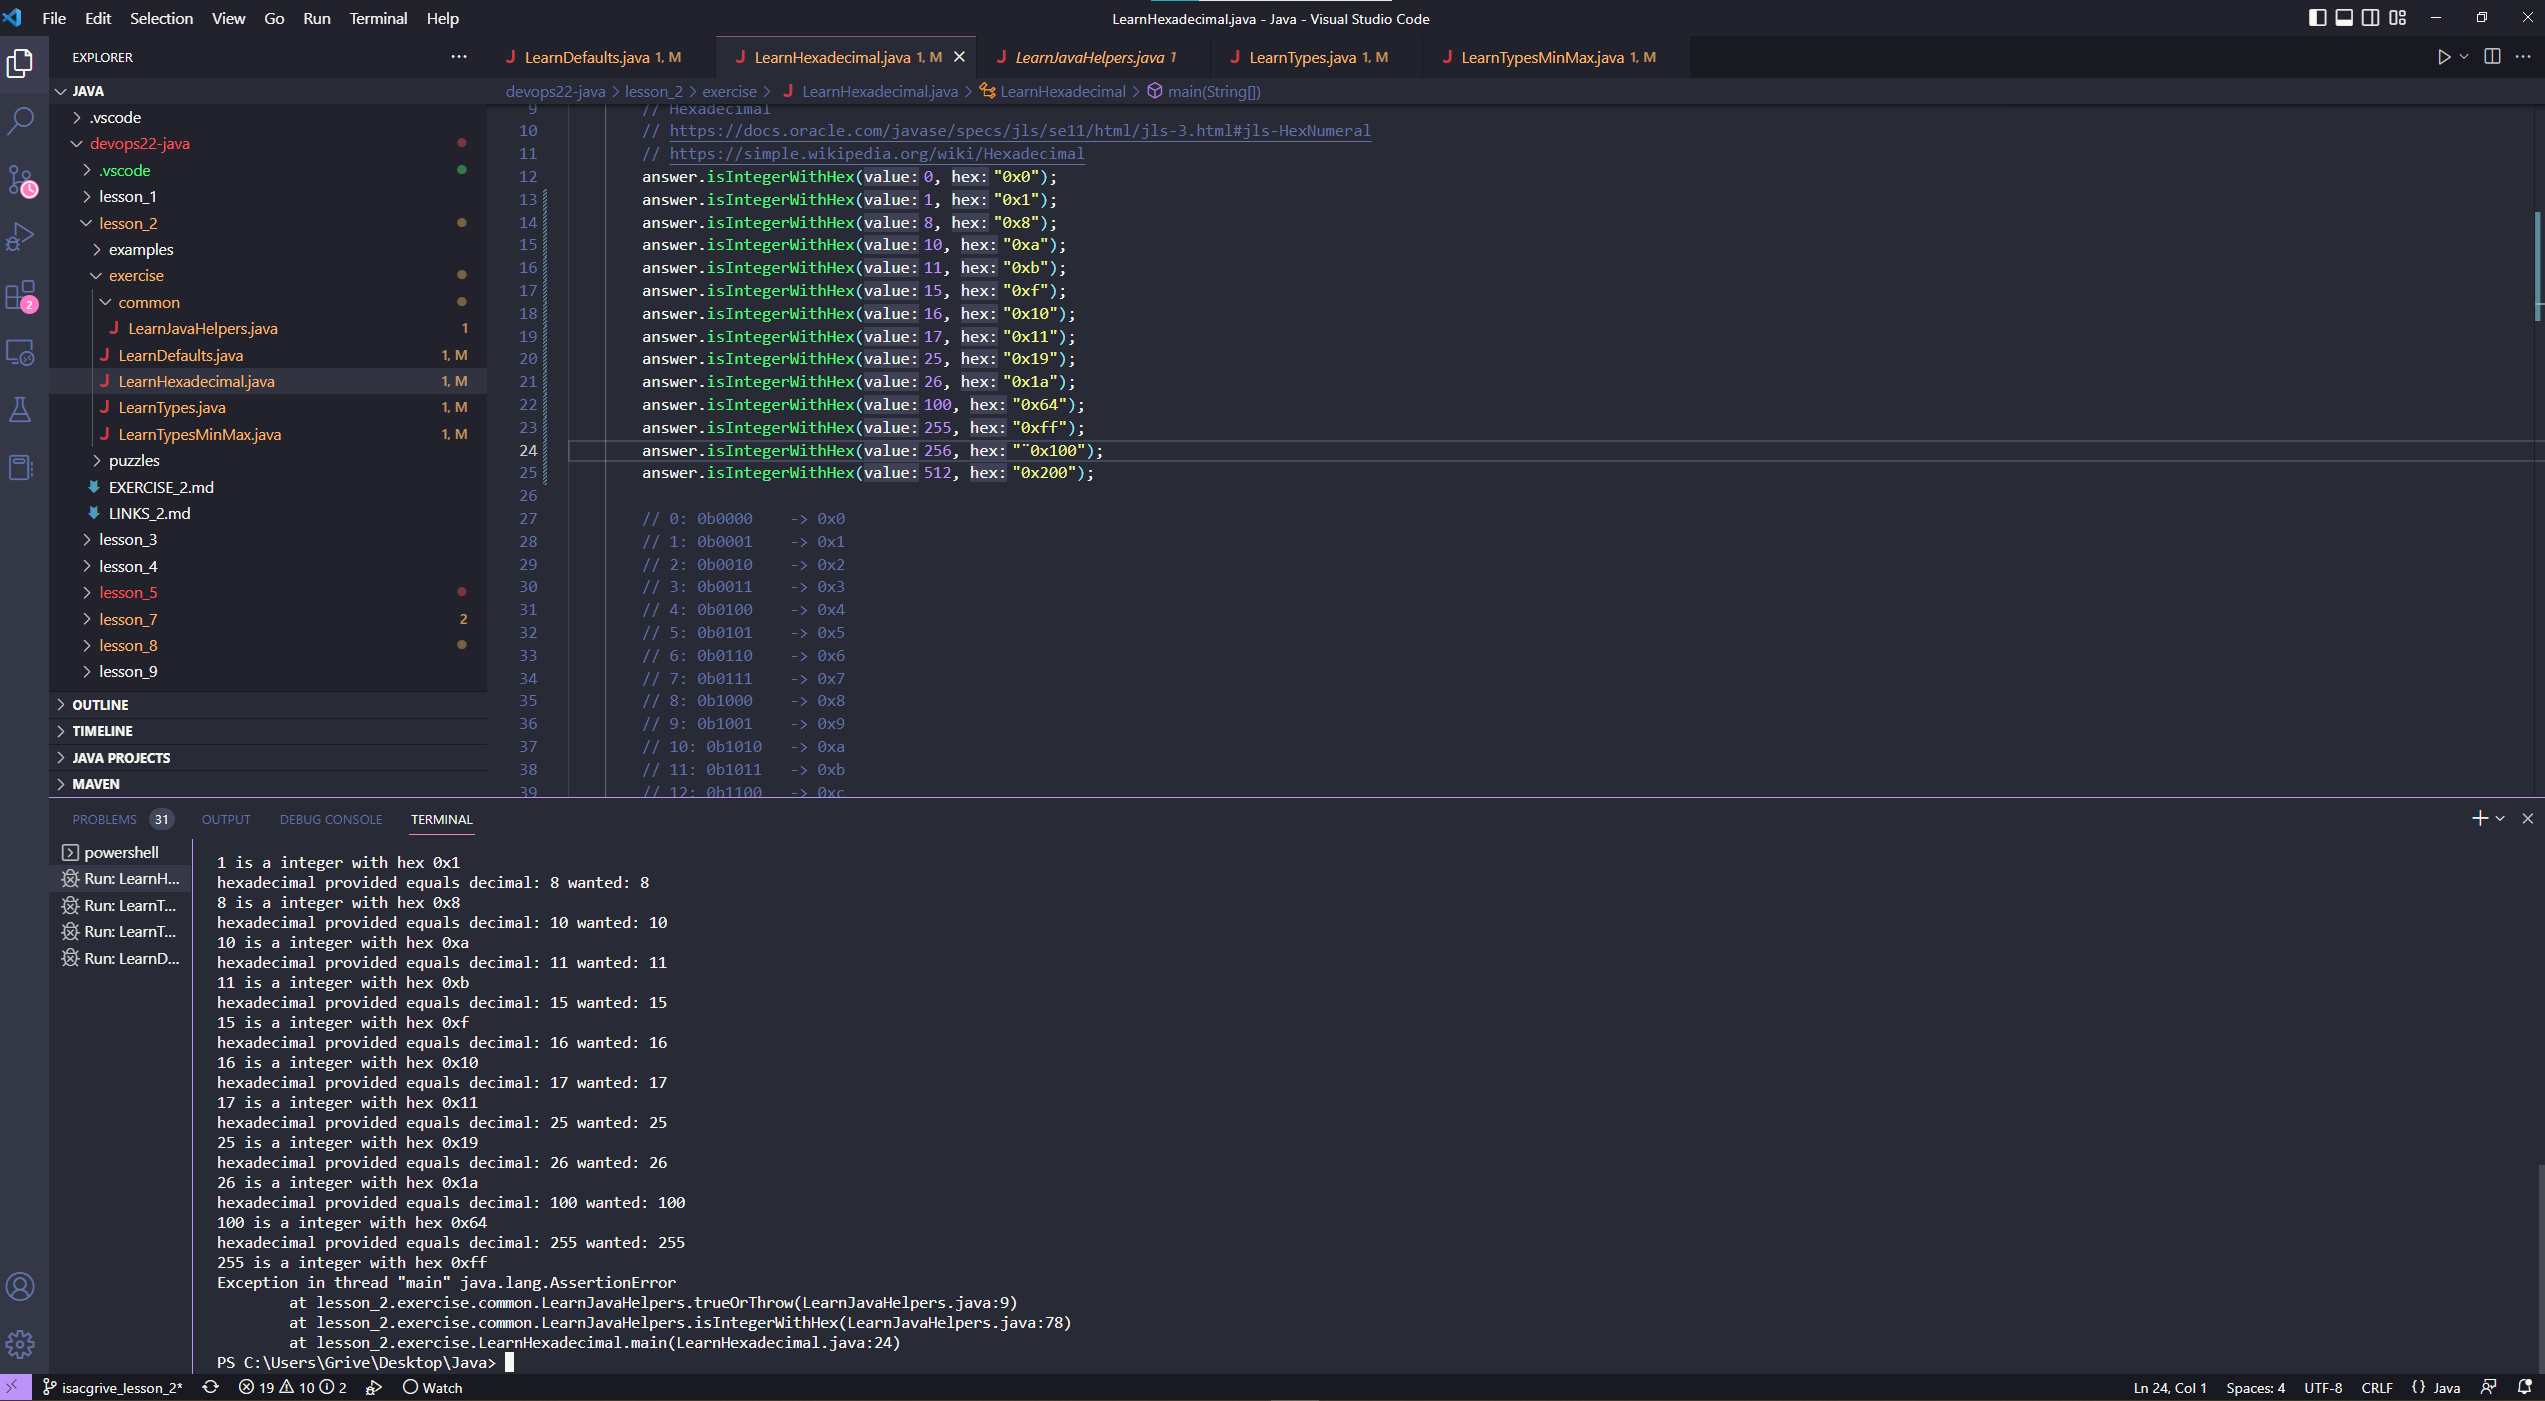 File Edit Selection View Go Run Terminal Help
LearnHexadecimal.java - Java - Visual Studio Code
EXPLORER
LearnDefaults.java 1, M
LearnHexadecimal.java 1, M
LearnJavaHelpers.java 1
LearnTypes.java 1, M
LearnTypesMinMax.java 1, M
JAVA
.vscode
devops22-java
.vscode
lesson_1
lesson_2
examples
exercise
common
LearnJavaHelpers.java 1
LearnDefaults.java 1, M
LearnHexadecimal.java 1, M
LearnTypes.java 1, M
LearnTypesMinMax.java 1, M
puzzles
EXERCISE_2.md
LINKS_2.md
lesson_3
lesson_4
lesson_5
lesson_7 2
lesson_8
lesson_9
OUTLINE
TIMELINE
JAVA PROJECTS
MAVEN
2
devops22-java > lesson_2 > exercise > LearnHexadecimal.java > LearnHexadecimal > main(String[])
9 // Hexadecimal
10 // https://docs.oracle.com/javase/specs/jls/se11/html/jls-3.html#jls-HexNumeral
11 // https://simple.wikipedia.org/wiki/Hexadecimal
12 answer.isIntegerWithHex(value: 0, hex: "0x0");
13 answer.isIntegerWithHex(value: 1, hex: "0x1");
14 answer.isIntegerWithHex(value: 8, hex: "0x8");
15 answer.isIntegerWithHex(value: 10, hex: "0xa");
16 answer.isIntegerWithHex(value: 11, hex: "0xb");
17 answer.isIntegerWithHex(value: 15, hex: "0xf");
18 answer.isIntegerWithHex(value: 16, hex: "0x10");
19 answer.isIntegerWithHex(value: 17, hex: "0x11");
20 answer.isIntegerWithHex(value: 25, hex: "0x19");
21 answer.isIntegerWithHex(value: 26, hex: "0x1a");
22 answer.isIntegerWithHex(value: 100, hex: "0x64");
23 answer.isIntegerWithHex(value: 255, hex: "0xff");
24 answer.isIntegerWithHex(value: 256, hex: "¨0x100");
25 answer.isIntegerWithHex(value: 512, hex: "0x200");
26
27 // 0: 0b0000 -> 0x0
28 // 1: 0b0001 -> 0x1
29 // 2: 0b0010 -> 0x2
30 // 3: 0b0011 -> 0x3
31 // 4: 0b0100 -> 0x4
32 // 5: 0b0101 -> 0x5
33 // 6: 0b0110 -> 0x6
34 // 7: 0b0111 -> 0x7
35 // 8: 0b1000 -> 0x8
36 // 9: 0b1001 -> 0x9
37 // 10: 0b1010 -> 0xa
38 // 11: 0b1011 -> 0xb
39 // 12: 0b1100 -> 0xc
PROBLEMS 31 OUTPUT DEBUG CONSOLE TERMINAL
powershell
Run: LearnH...
Run: LearnT...
Run: LearnT...
Run: LearnD...
1 is a integer with hex 0x1
hexadecimal provided equals decimal: 8 wanted: 8
8 is a integer with hex 0x8
hexadecimal provided equals decimal: 10 wanted: 10
10 is a integer with hex 0xa
hexadecimal provided equals decimal: 11 wanted: 11
11 is a integer with hex 0xb
hexadecimal provided equals decimal: 15 wanted: 15
15 is a integer with hex 0xf
hexadecimal provided equals decimal: 16 wanted: 16
16 is a integer with hex 0x10
hexadecimal provided equals decimal: 17 wanted: 17
17 is a integer with hex 0x11
hexadecimal provided equals decimal: 25 wanted: 25
25 is a integer with hex 0x19
hexadecimal provided equals decimal: 26 wanted: 26
26 is a integer with hex 0x1a
hexadecimal provided equals decimal: 100 wanted: 100
100 is a integer with hex 0x64
hexadecimal provided equals decimal: 255 wanted: 255
255 is a integer with hex 0xff
Exception in thread "main" java.lang.AssertionError
at lesson_2.exercise.common.LearnJavaHelpers.trueOrThrow(LearnJavaHelpers.java:9)
at lesson_2.exercise.common.LearnJavaHelpers.isIntegerWithHex(LearnJavaHelpers.java:78)
at lesson_2.exercise.LearnHexadecimal.main(LearnHexadecimal.java:24)
PS C:\Users\Grive\Desktop\Java>
isacgrive_lesson_2* 19 10 2 Watch
Ln 24, Col 1 Spaces: 4 UTF-8 CRLF {} Java